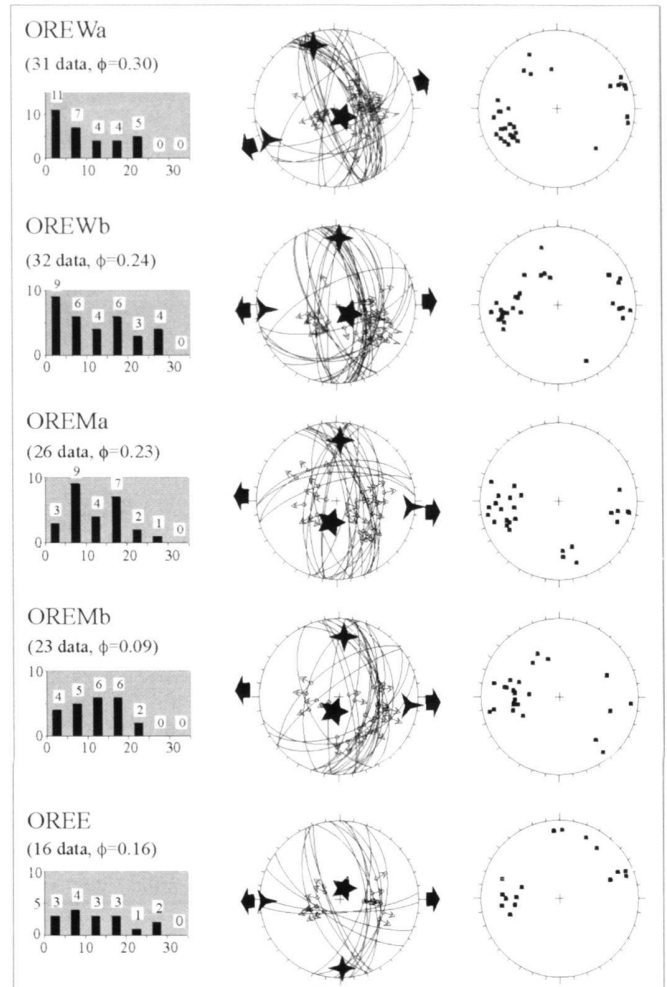 OREWa
(31 data, ϕ=0.30)
11
10
7
4 4 5
0 0
0
10 20 30
OREWb
(32 data, ϕ=0.24)
10
9
6 4 6 3 4
0
0
10 20 30
OREMa
(26 data, ϕ=0.23)
10
9
7
3 4
2 1 0
0
0 10 20 30
OREMb
(23 data, ϕ=0.09)
10
4 5 6 6
2 0 0
0
10 20 30
OREE
(16 data, ϕ=0.16)
10
5
3 4 3 3 1 2 0
0
0 10 20 30